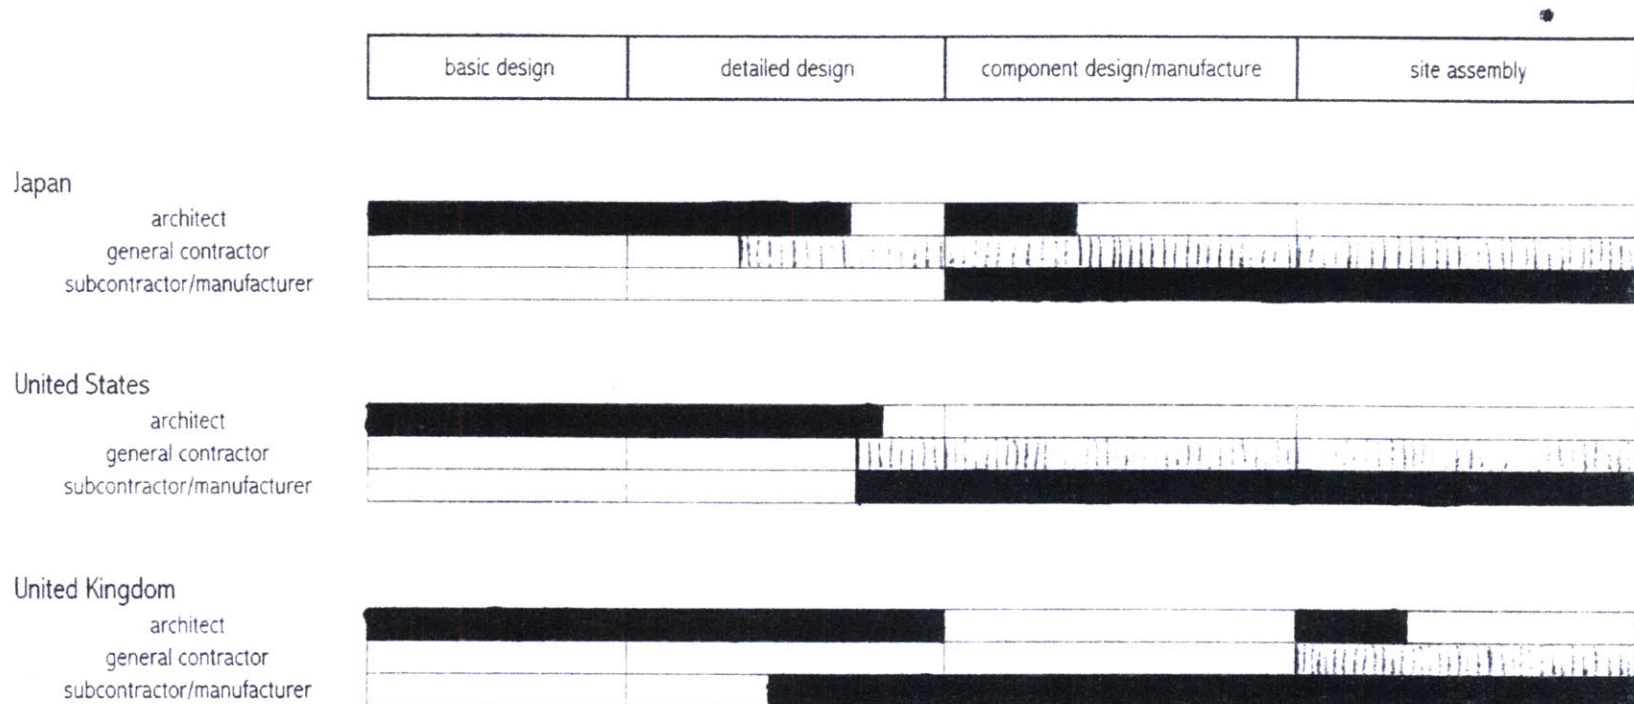 basic design detailed design component design/manufacture site assembly
Japan
architect
general contractor
subcontractor/manufacturer
United States
architect
general contractor
subcontractor/manufacturer
United Kingdom
architect
general contractor
subcontractor/manufacturer